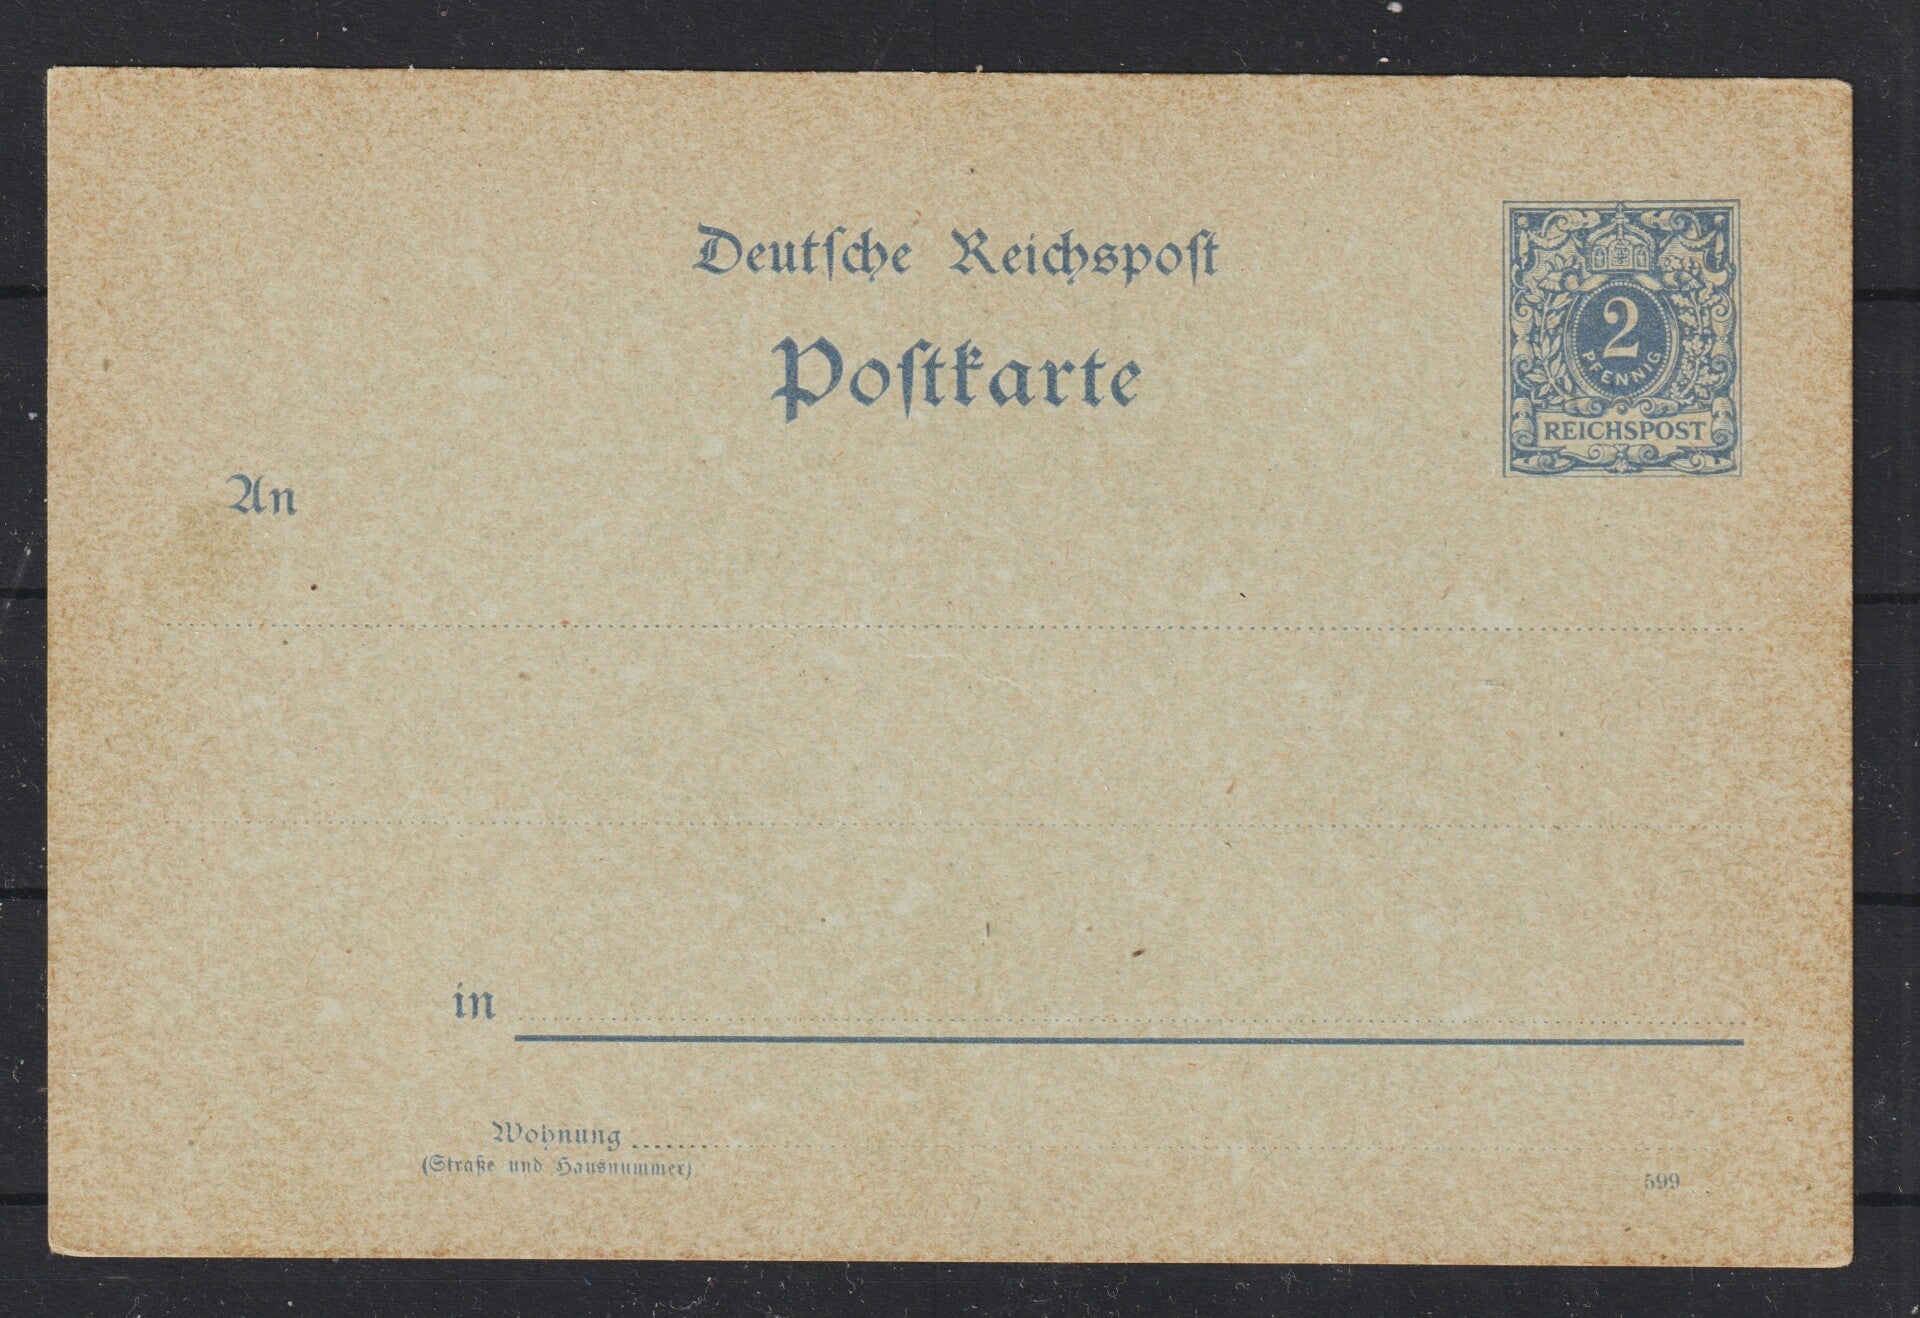 Deutſche Reichspoſt
Poſtkarte
2
PFENNIG
REICHSPOST
An
in
Wohnung
(Straße und Hausnummer)
599